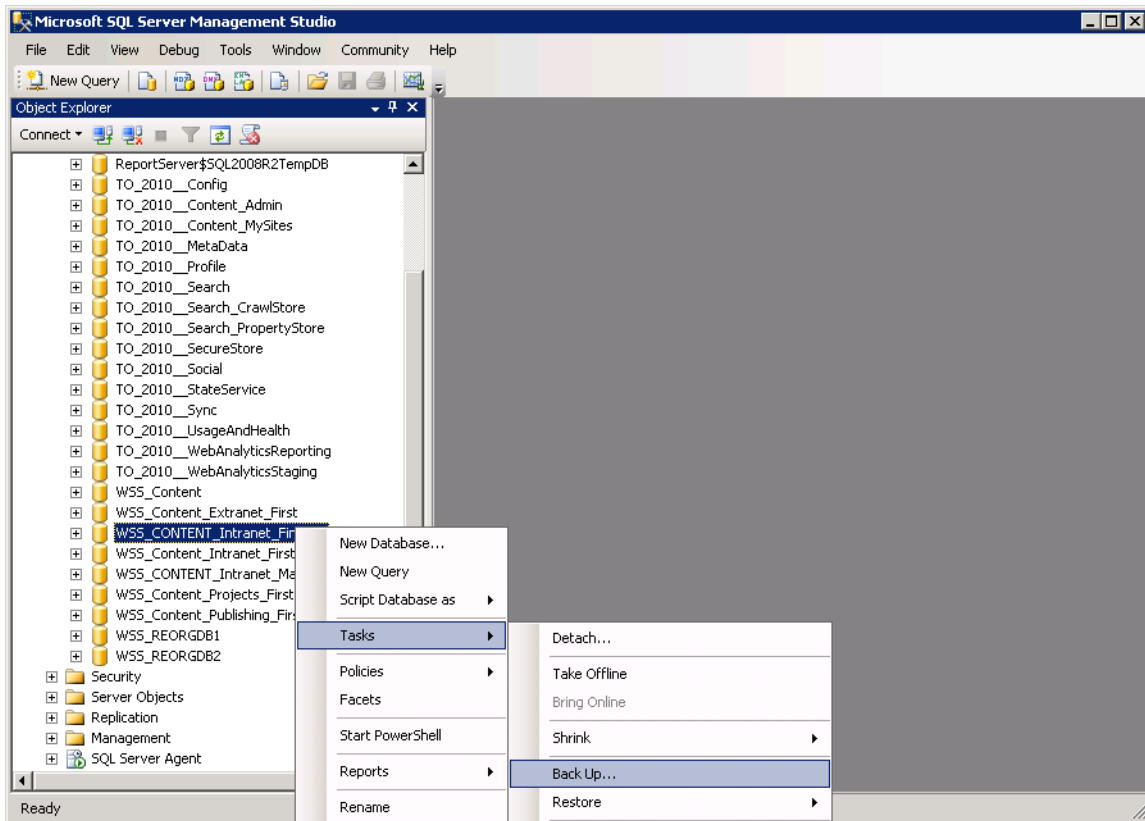 Microsoft SQL Server Management Studio
File Edit View Debug Tools Window Community Help
New Query
Object Explorer
Connect
ReportServer$SQL2008R2TempDB
TO_2010__Config
TO_2010__Content_Admin
TO_2010__Content_MySites
TO_2010__MetaData
TO_2010__Profile
TO_2010__Search
TO_2010__Search_CrawlStore
TO_2010__Search_PropertyStore
TO_2010__SecureStore
TO_2010__Social
TO_2010__StateService
TO_2010__Sync
TO_2010__UsageAndHealth
TO_2010__WebAnalyticsReporting
TO_2010__WebAnalyticsStaging
WSS_Content
WSS_Content_Extranet_First
WSS_CONTENT_Intranet_Fir
WSS_Content_Intranet_First
WSS_CONTENT_Intranet_Ma
WSS_Content_Projects_First
WSS_Content_Publishing_Fir
WSS_REORGDB1
WSS_REORGDB2
Security
Server Objects
Replication
Management
SQL Server Agent
Ready
New Database...
New Query
Script Database as
Tasks
Policies
Facets
Start PowerShell
Reports
Rename
Detach...
Take Offline
Bring Online
Shrink
Back Up...
Restore